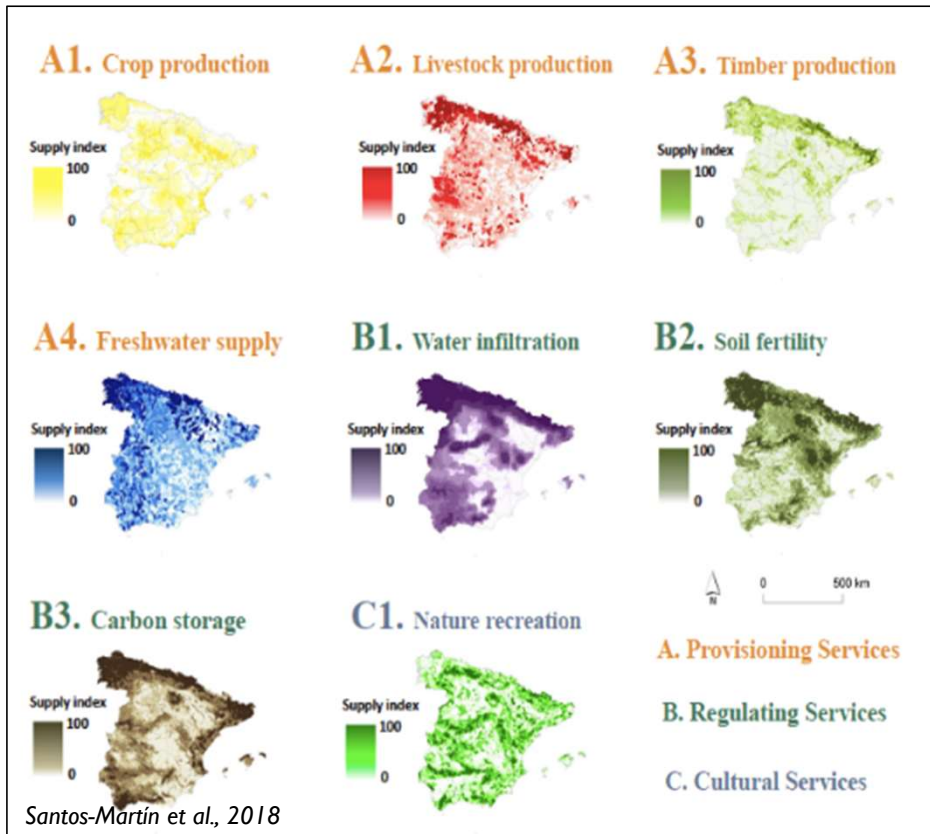 A1. Crop production
Supply index
100
0
A2. Livestock production
Supply index
100
0
A3. Timber production
Supply index
100
0
A4. Freshwater supply
Supply index
100
0
B1. Water infiltration
Supply index
100
0
B2. Soil fertility
Supply index
100
0
N
0 500 km
B3. Carbon storage
Supply index
100
0
C1. Nature recreation
Supply index
100
0
A. Provisioning Services
B. Regulating Services
C. Cultural Services
Santos-Martín et al., 2018